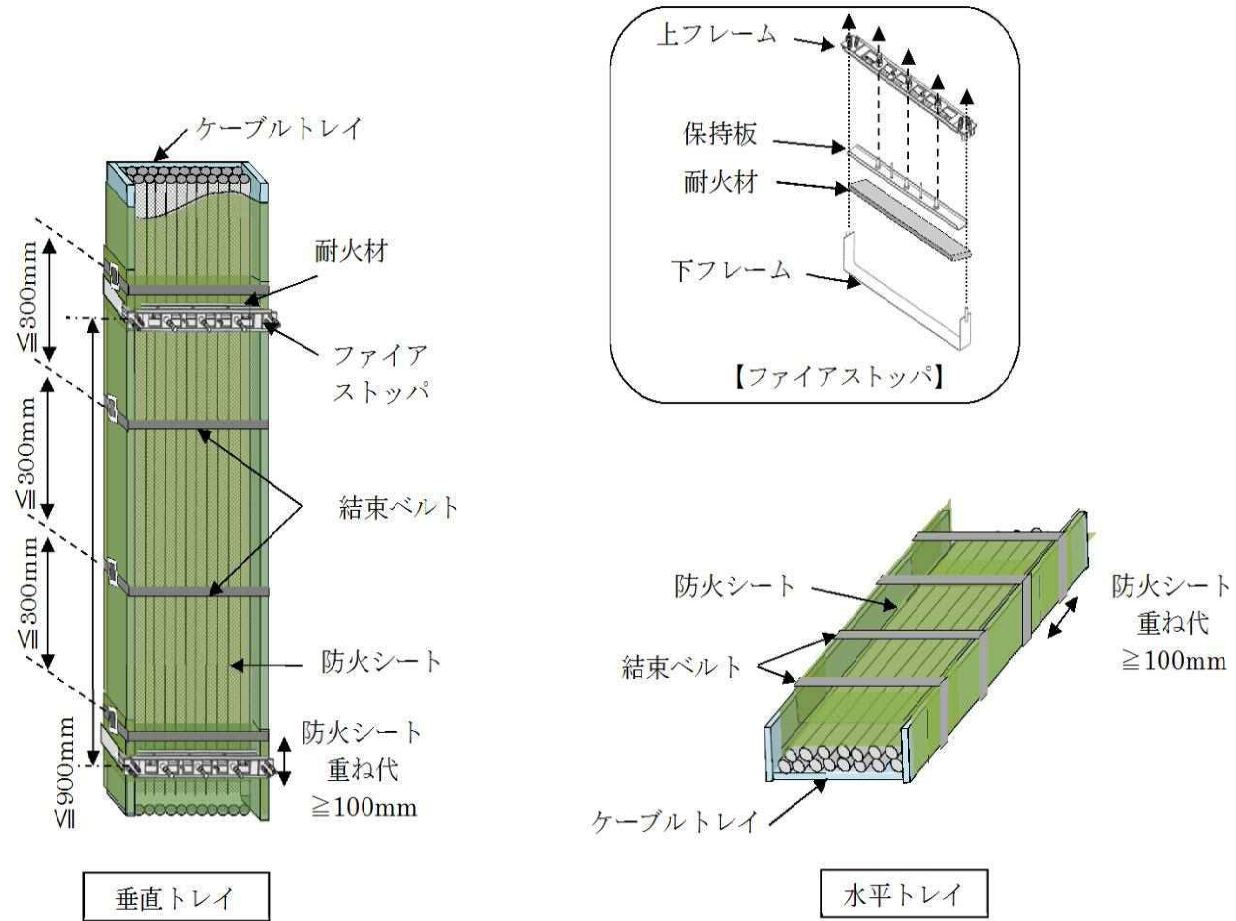 ケーブルトレイ
耐火材
ファイア
ストッパ
結束ベルト
防火シート
防火シート
重ね代
≧100mm
≦300mm
≦300mm
≦300mm
≦900mm
垂直トレイ
上フレーム
保持板
耐火材
下フレーム
【ファイアストッパ】
防火シート
結束ベルト
防火シート
重ね代
≧100mm
ケーブルトレイ
水平トレイ